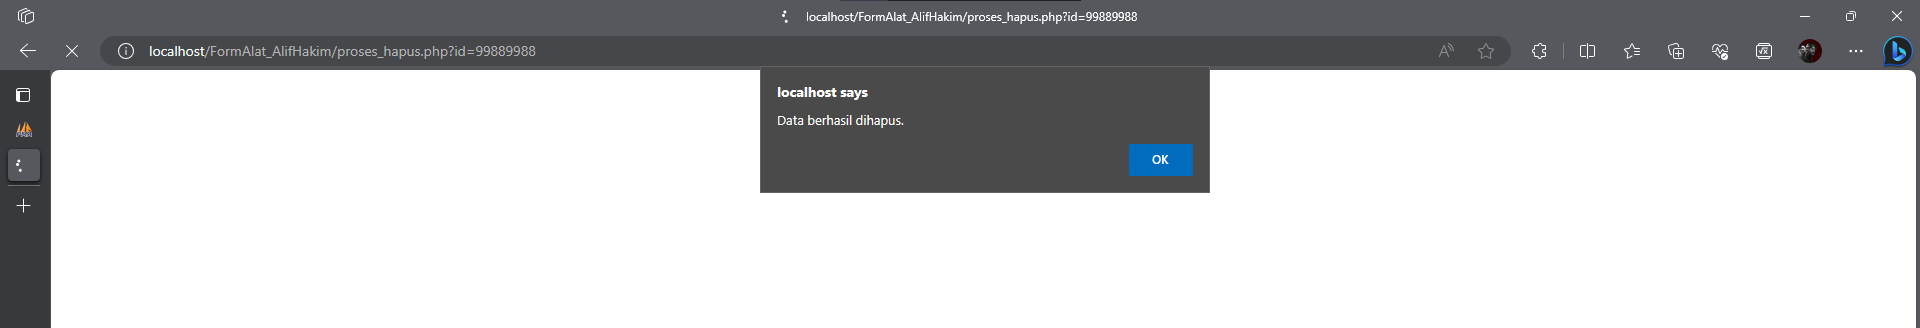 localhost/FormAlat_AlifHakim/proses_hapus.php?id=99889988
localhost/FormAlat_AlifHakim/proses_hapus.php?id=99889988
localhost says
Data berhasil dihapus.
OK